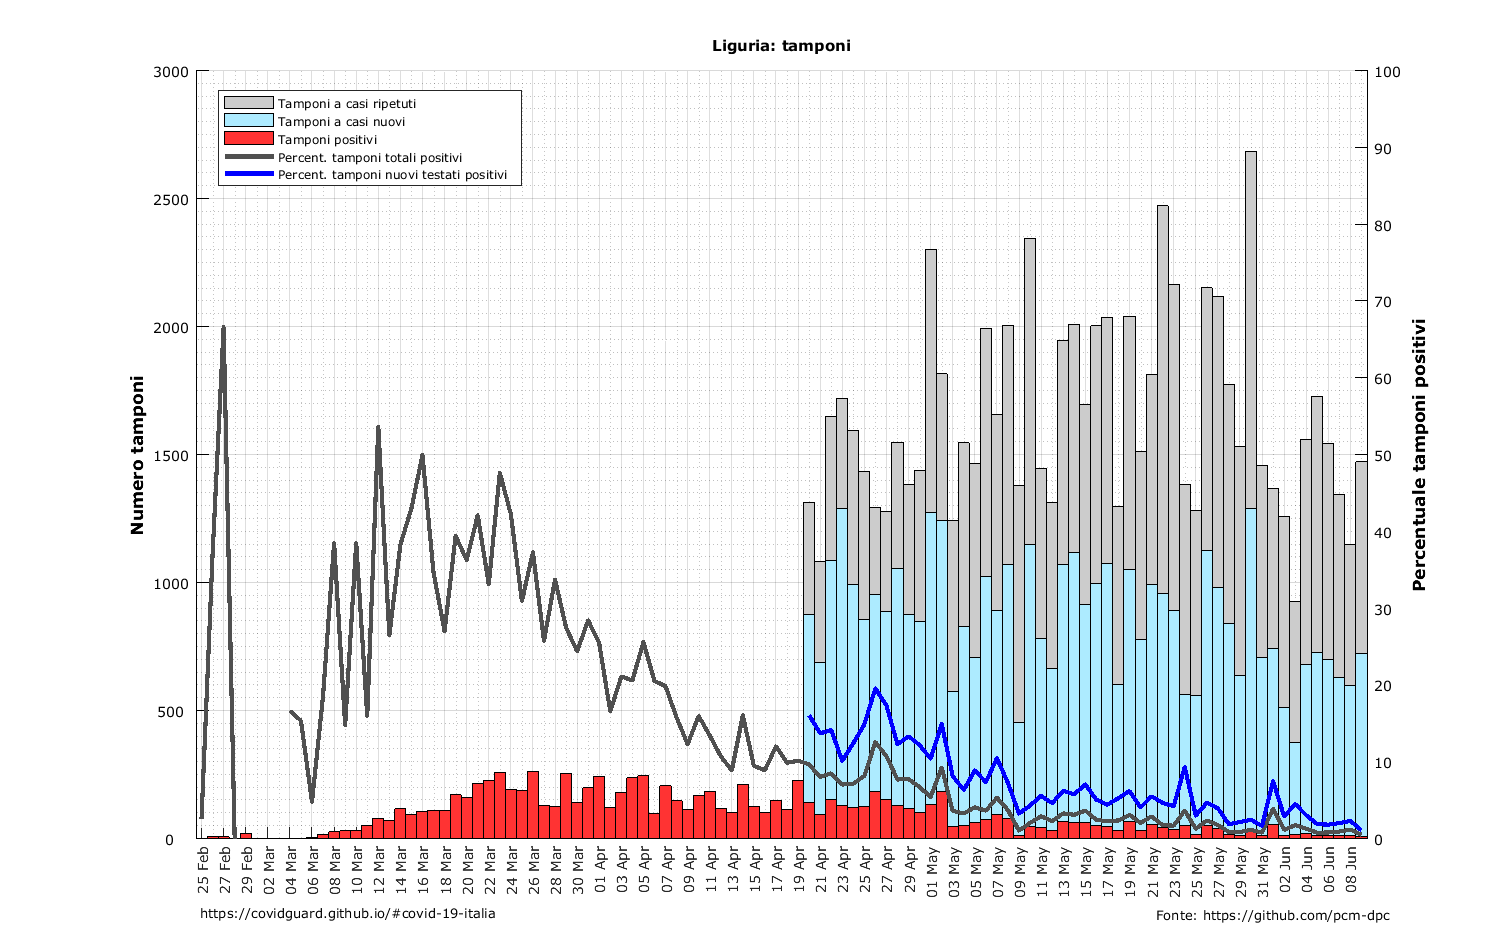 Liguria: tamponi
Tamponi a casi ripetuti
Tamponi a casi nuovi
Tamponi positivi
Percent. tamponi totali positivi
Percent. tamponi nuovi testati positivi
Numero tamponi
3000
2500
2000
1500
1000
500
0
Percentuale tamponi positivi
100
90
80
70
60
50
40
30
20
10
0
25 Feb
27 Feb
29 Feb
02 Mar
04 Mar
06 Mar
08 Mar
10 Mar
12 Mar
14 Mar
16 Mar
18 Mar
20 Mar
22 Mar
24 Mar
26 Mar
28 Mar
30 Mar
01 Apr
03 Apr
05 Apr
07 Apr
09 Apr
11 Apr
13 Apr
15 Apr
17 Apr
19 Apr
21 Apr
23 Apr
25 Apr
27 Apr
29 Apr
01 May
03 May
05 May
07 May
09 May
11 May
13 May
15 May
17 May
19 May
21 May
23 May
25 May
27 May
29 May
31 May
02 Jun
04 Jun
06 Jun
08 Jun
https://covidguard.github.io/#covid-19-italia
Fonte: https://github.com/pcm-dpc